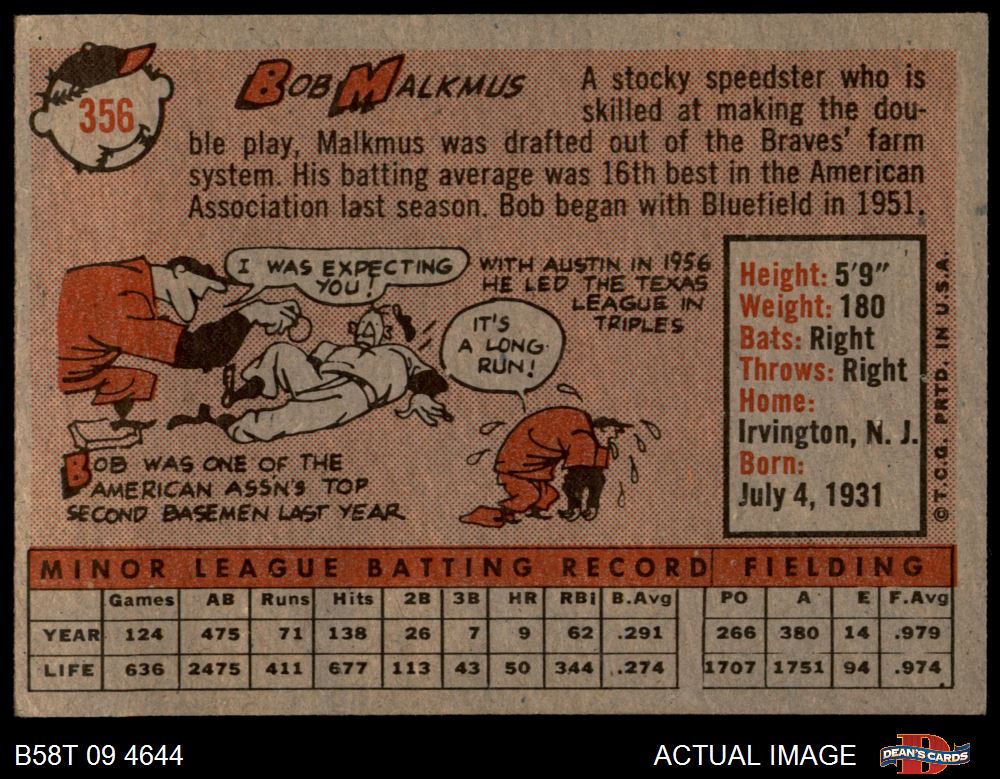 356
BOB MALKMUS
A stocky speedster who is
skilled at making the dou-
ble play, Malkmus was drafted out of the Braves' farm
system. His batting average was 16th best in the American
Association last season. Bob began with Bluefield in 1951.
I WAS EXPECTING
YOU!
WITH AUSTIN IN 1956
HE LED THE TEXAS
LEAGUE IN
TRIPLES
IT'S
A LONG
RUN!
BOB WAS ONE OF THE
AMERICAN ASSN'S TOP
SECOND BASEMEN LAST YEAR
Height: 5'9"
Weight: 180
Bats: Right
Throws: Right
Home:
Irvington, N. J.
Born:
July 4, 1931
© T.C.G. PRTD. IN U.S.A.
MINOR LEAGUE BATTING RECORD FIELDING
Games AB Runs Hits 2B 3B HR RBI B.Avg PO A E F.Avg
YEAR 124 475 71 138 26 7 9 62 .291 266 380 14 .979
LIFE 636 2475 411 677 113 43 50 344 .274 1707 1751 94 .974
B58T 09 4644
ACTUAL IMAGE
DEAN'S CARDS